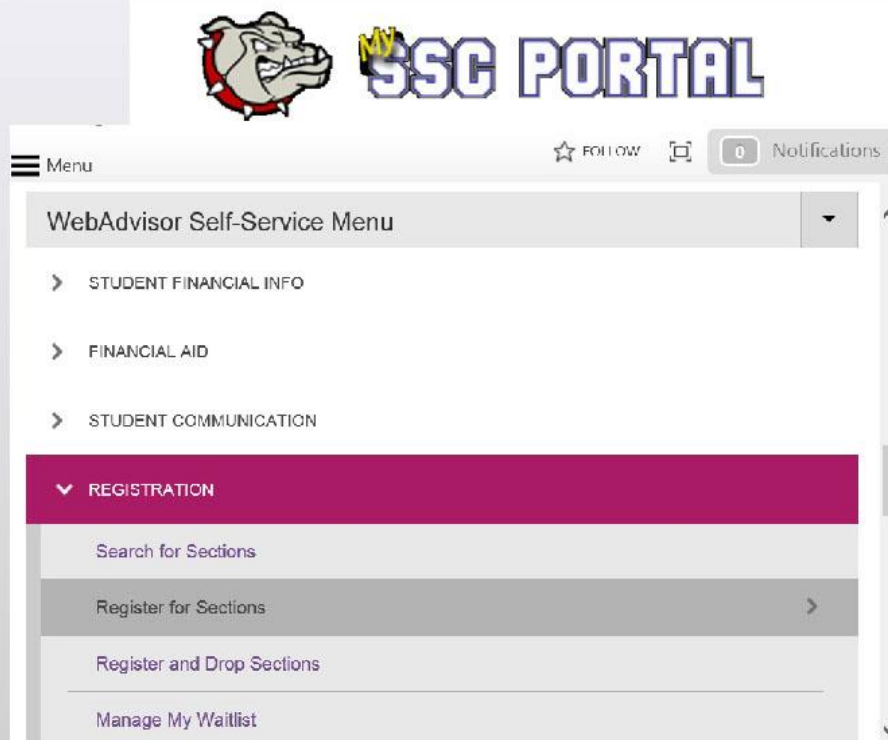 My SSC PORTAL
Menu
FOLLOW
0 Notifications
WebAdvisor Self-Service Menu
STUDENT FINANCIAL INFO
FINANCIAL AID
STUDENT COMMUNICATION
REGISTRATION
Search for Sections
Register for Sections
Register and Drop Sections
Manage My Waitlist